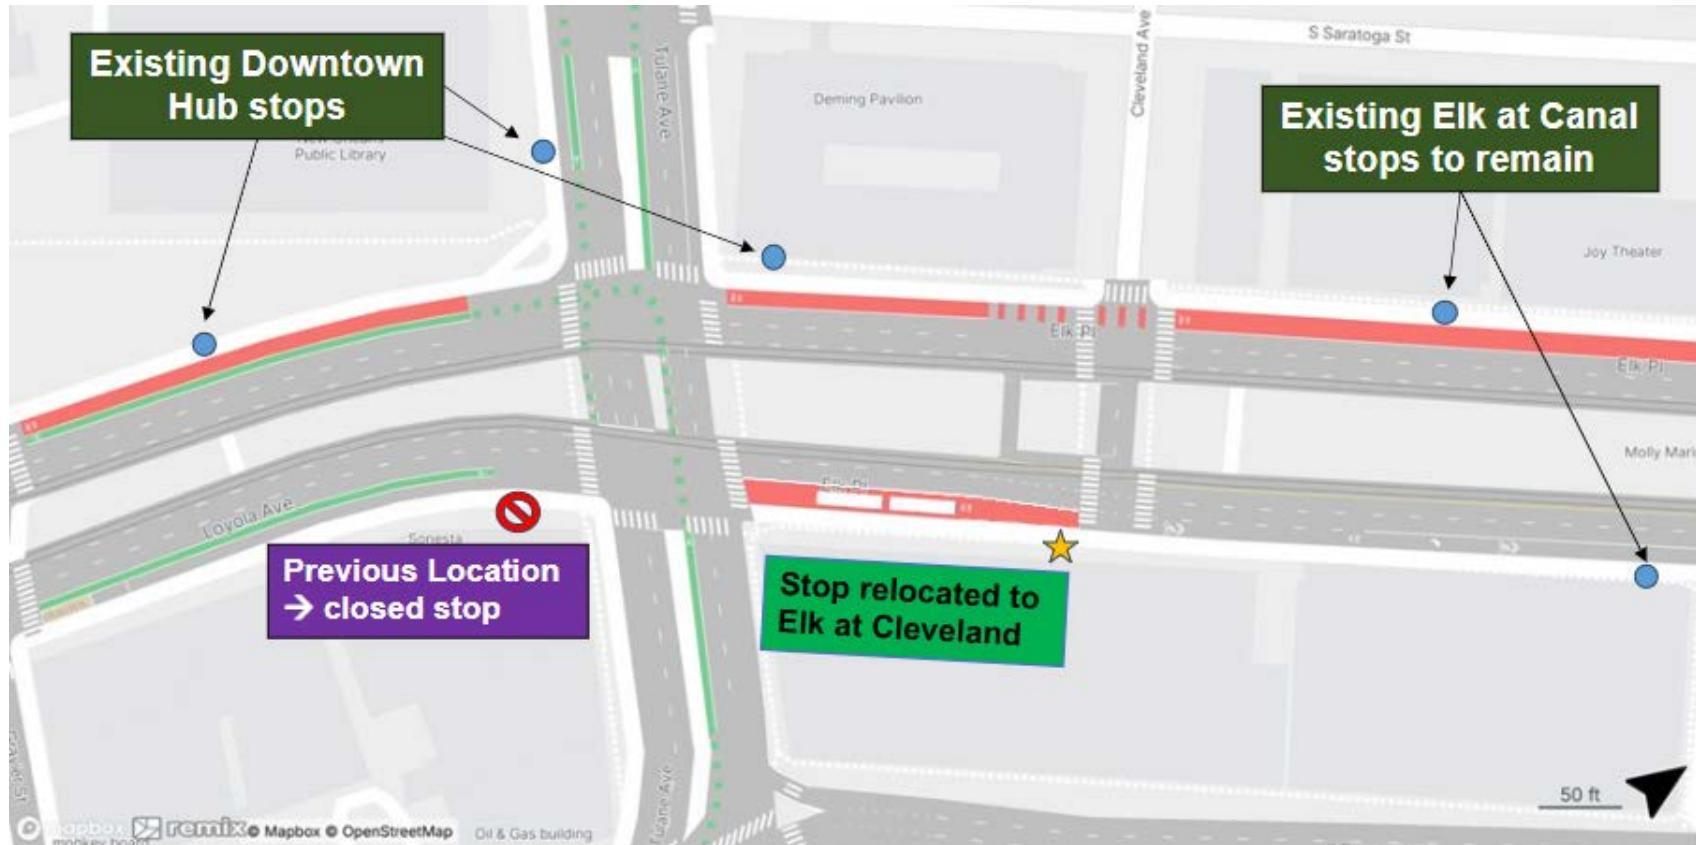 S Saratoga St
Cleveland Ave
Tulane Ave
Existing Downtown
Hub stops
Public Library
Deming Pavilion
Existing Elk at Canal
stops to remain
Joy Theater
Elk Pl
Elk Pl
Molly Mari
Elk Pl
Loyola Ave
Sonesta
Previous Location
→ closed stop
Stop relocated to
Elk at Cleveland
Tulane Ave
50 ft
mapbox remix © Mapbox © OpenStreetMap
Oil & Gas building